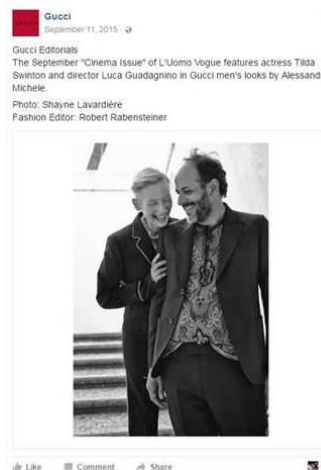 GUCCI
Gucci
September 11, 2015 ·
Gucci Editorials
The September "Cinema Issue" of L'Uomo Vogue features actress Tilda
Swinton and director Luca Guadagnino in Gucci men's looks by Alessand
Michele.
Photo: Shayne Lavardière
Fashion Editor: Robert Rabensteiner
Like Comment Share